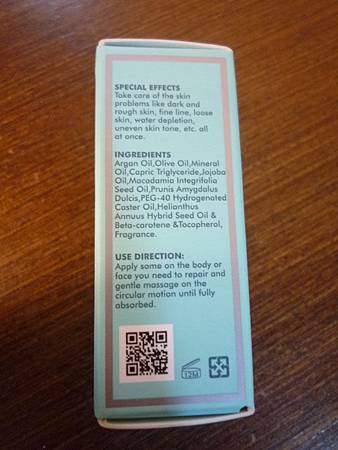 SPECIAL EFFECTS
Take care of the skin
problems like dark and
rough skin, fine line, loose
skin, water depletion,
uneven skin tone, etc. all
at once.
INGREDIENTS
Argan Oil,Olive Oil,Mineral
Oil,Capric Triglyceride,Jojoba
Oil,Macadamia Integrifolia
Seed Oil,Prunis Amygdalus
Dulcis,PEG-40 Hydrogenated
Caster Oil,Helianthus
Annuus Hybrid Seed Oil &
Beta-carotene &Tocopherol,
Fragrance.
USE DIRECTION:
Apply some on the body or
face you need to repair and
gentle massage on the
circular motion until fully
absorbed.
12M